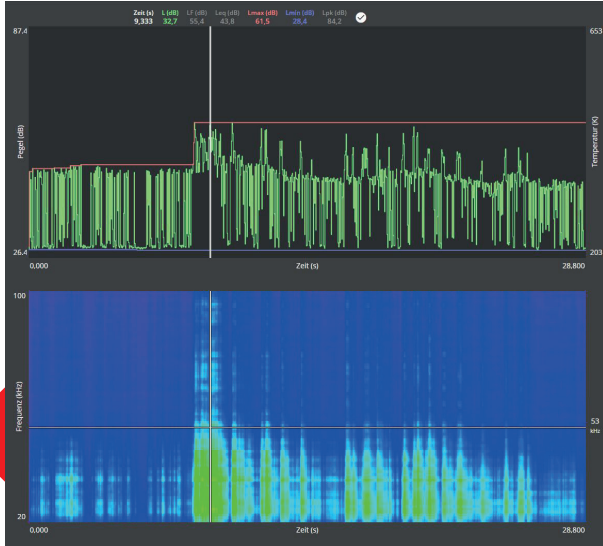 Zeit (s) L (dB) LF (dB) Leq (dB) Lmax (dB) Lmin (dB) Lpk (dB)
9,333 32,7 55,4 43,8 61,5 28,4 84,2
87.4 653
Pegel (dB)
Temperatur (K)
26.4 203
0,000 Zeit (s) 28,800
100
Frequenz (kHz)
53
kHz
20
0,000 Zeit (s) 28,800